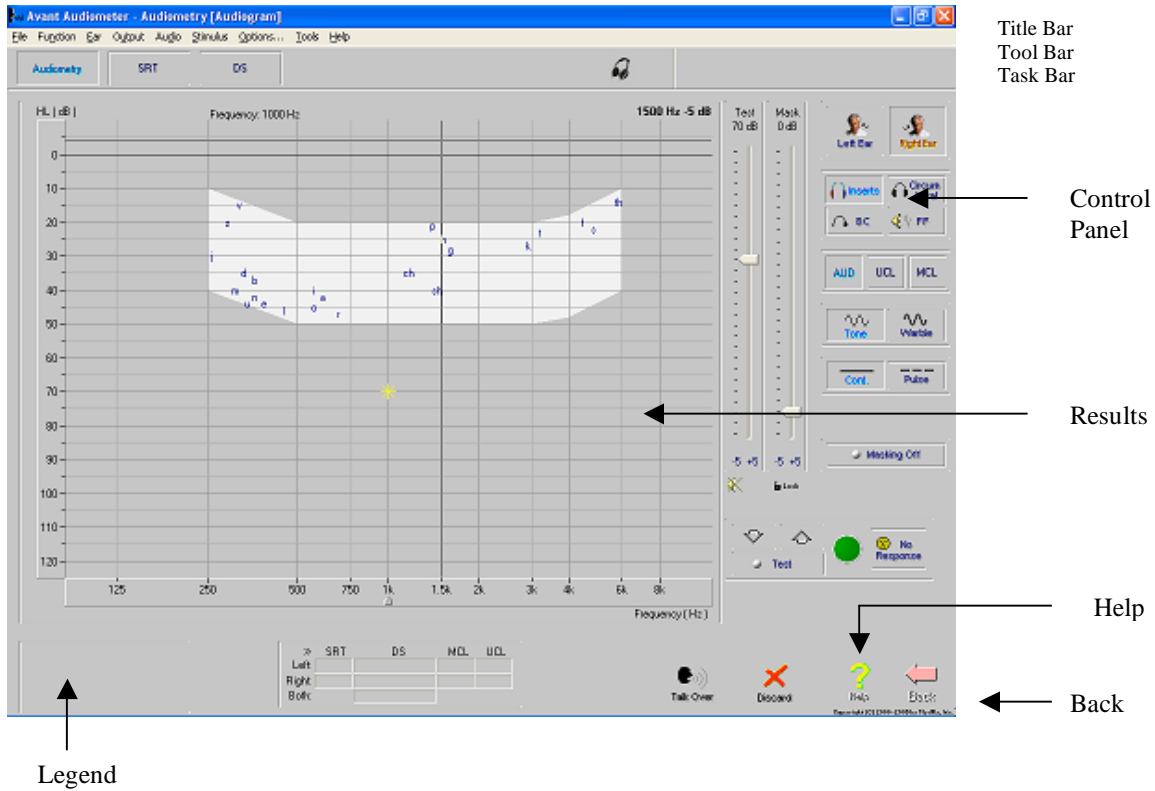 Avant Audiometer - Audiometry [Audiogram]
File Function Ear Output Audio Stimulus Options... Tools Help
Title Bar
Tool Bar
Task Bar
Audiometry SRT DS
HL [dB] Frequency: 1000 Hz 1500 Hz -5 dB
Test Mask
70 dB 0 dB
Left Ear Right Ear
Inserts Circum
BC FF
Control
Panel
AUD UCL MCL
Tone Warble
Cont. Pulse
Results
Masking Off
-5 +5 -5 +5
Lock
No
Response
Test
0
10
20
30
40
50
60
70
80
90
100
110
120
v
z
j
d
b
m
n
u
e
l
i
a
o
r
p
g
ch
sh
k
f
t
s
th
125 250 500 750 1k 1.5k 2k 3k 4k 6k 8k
Frequency (Hz)
Help
>> SRT DS MCL UCL
Left
Right
Both:
Talk Over Discard Help Back
Back
Legend